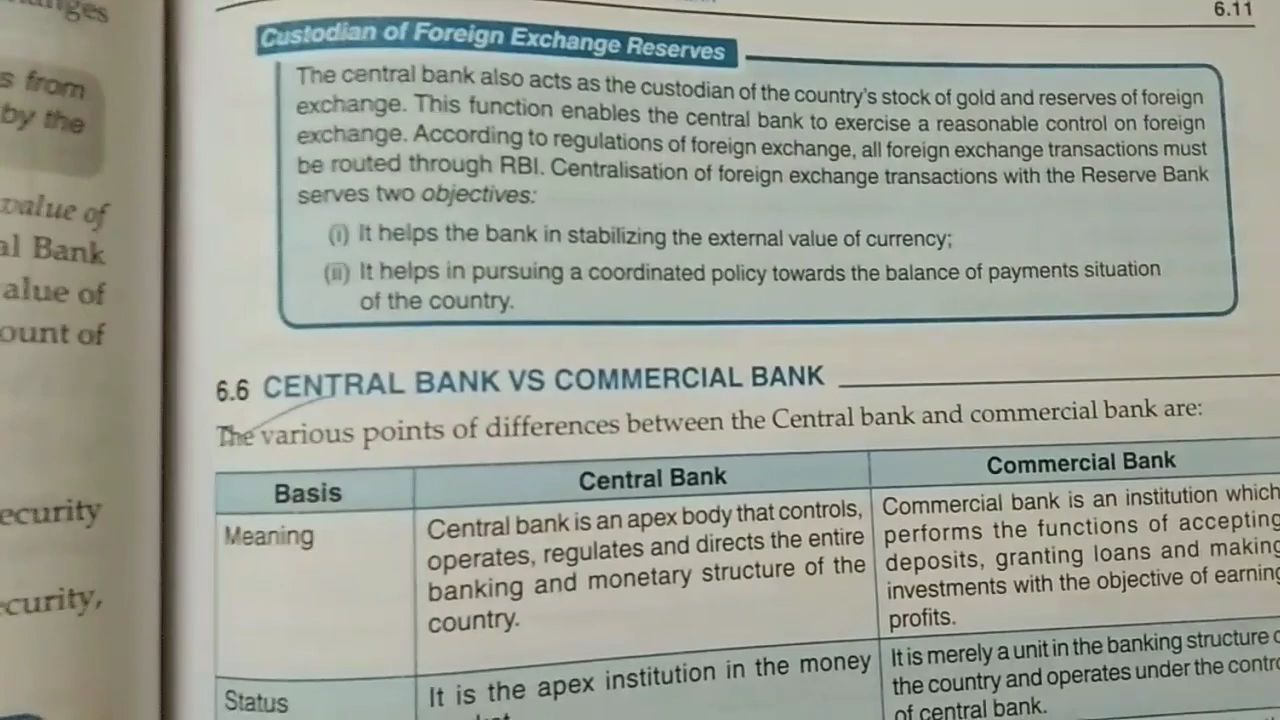 anges
s from
by the
value of
al Bank
alue of
ount of
ecurity
ecurity,
6.11
Custodian of Foreign Exchange Reserves
The central bank also acts as the custodian of the country's stock of gold and reserves of foreign
exchange. This function enables the central bank to exercise a reasonable control on foreign
exchange. According to regulations of foreign exchange, all foreign exchange transactions must
be routed through RBI. Centralisation of foreign exchange transactions with the Reserve Bank
serves two objectives:
(i) It helps the bank in stabilizing the external value of currency;
(ii) It helps in pursuing a coordinated policy towards the balance of payments situation
of the country.
6.6 CENTRAL BANK VS COMMERCIAL BANK
The various points of differences between the Central bank and commercial bank are:
Basis
Central Bank
Commercial Bank
Meaning
Central bank is an apex body that controls,
operates, regulates and directs the entire
banking and monetary structure of the
country.
Commercial bank is an institution which
performs the functions of accepting
deposits, granting loans and making
investments with the objective of earning
profits.
Status
It is the apex institution in the money
It is merely a unit in the banking structure o
the country and operates under the contro
of central bank.